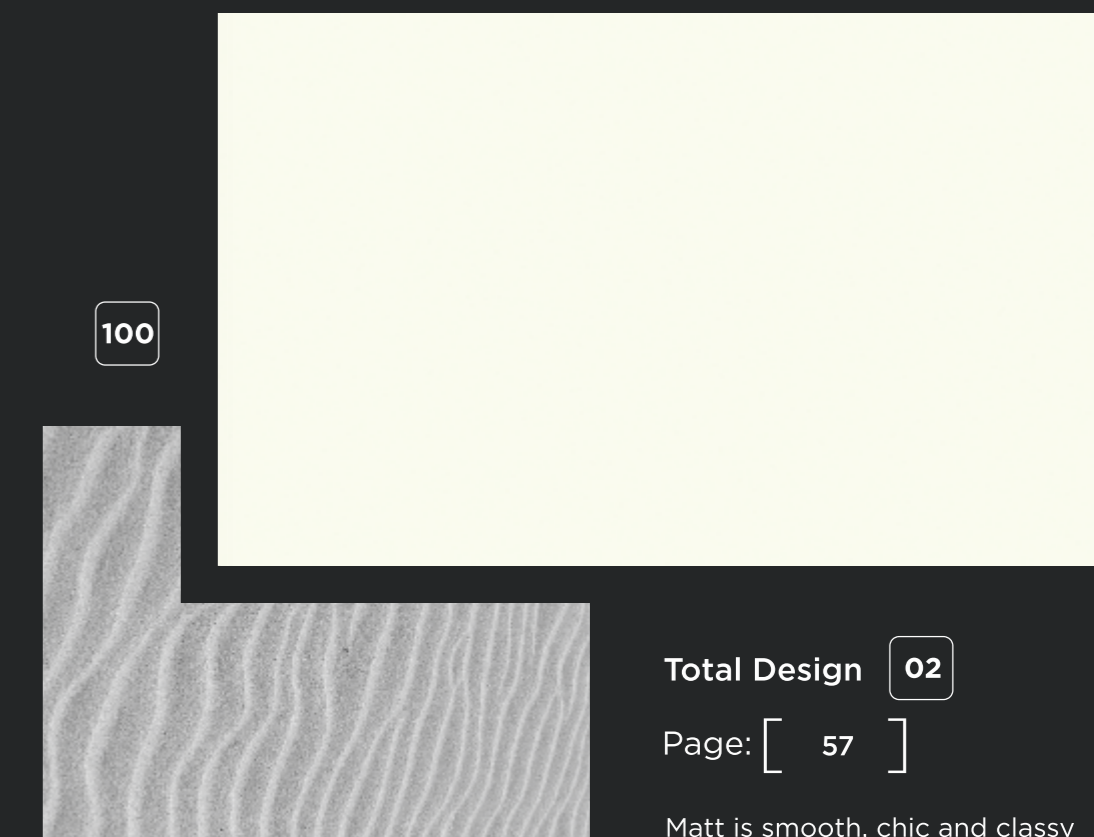 100
Total Design 02
Page: [ 57 ]
Matt is smooth, chic and classy